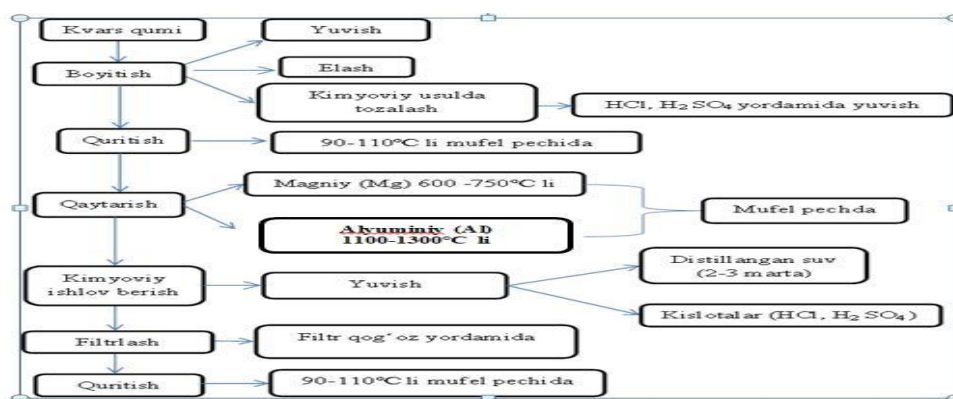 Kvars qumi
Yuvish
Boyitish
Elash
Kimyoviy usulda
tozalash
HCl, H₂SO₄ yordamida yuvish
Quritish
90-110°C li mufel pechida
Qaytarish
Magniy (Mg) 600 -750°C li
Alyuminiy (Al)
1100-1300°C li
Mufel pechda
Kimyoviy
ishlov berish
Yuvish
Distillangan suv
(2-3 marta)
Kislotalar (HCl, H₂SO₄)
Filtrlash
Filtr qog‘oz yordamida
Quritish
90-110°C li mufel pechida